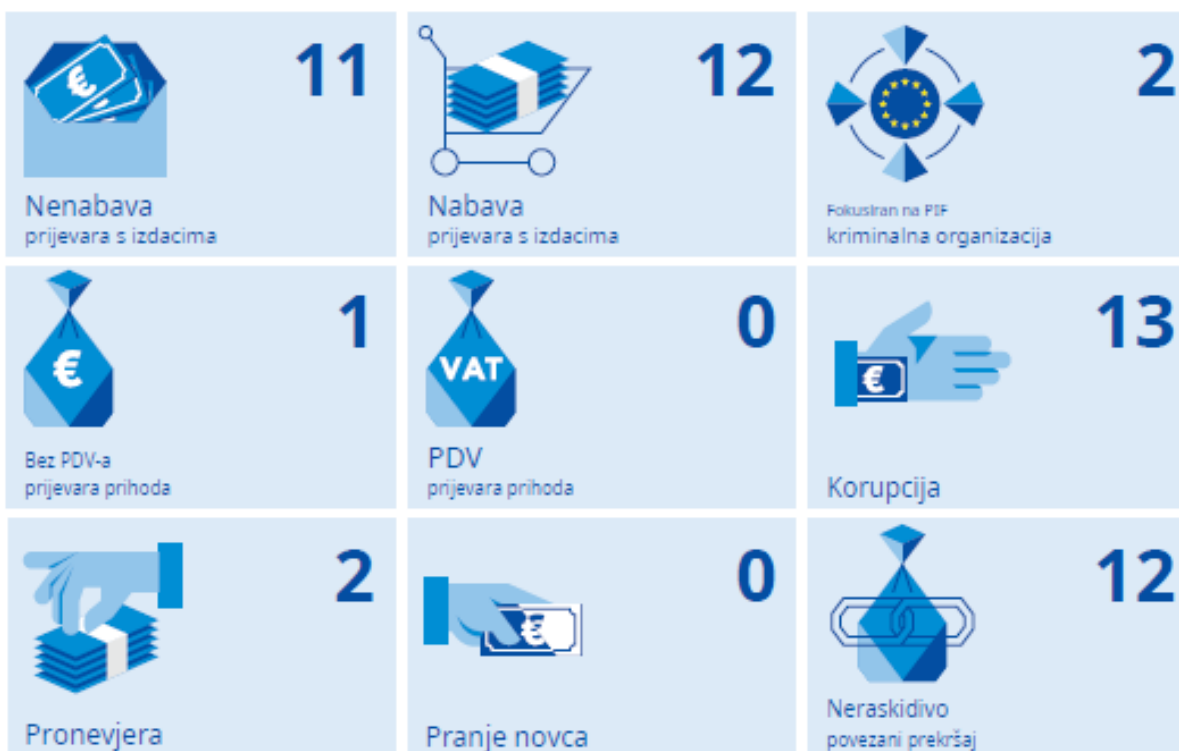 11
Nenabava
prijevara s izdacima
12
Nabava
prijevara s izdacima
2
Fokusiran na PIF
kriminalna organizacija
€
1
Bez PDV-a
prijevara prihoda
VAT
0
PDV
prijevara prihoda
€
13
Korupcija
2
Pronevjera
€
0
Pranje novca
12
Neraskidivo
povezani prekršaj